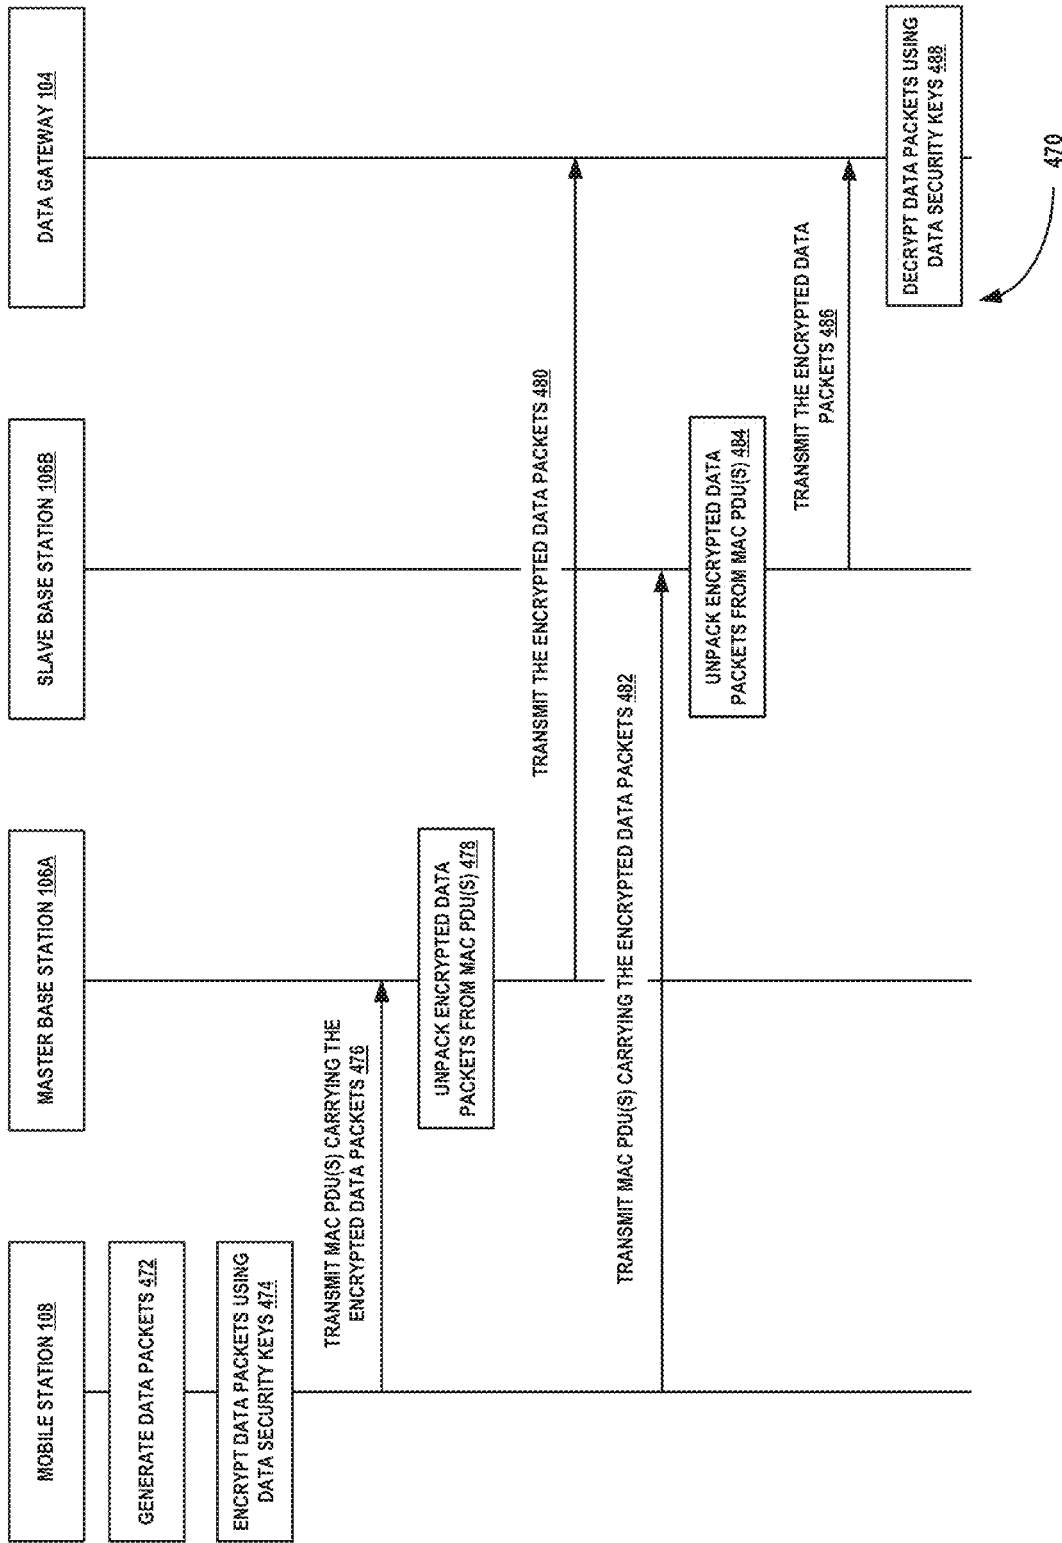 MOBILE STATION 108
MASTER BASE STATION 106A
SLAVE BASE STATION 106B
DATA GATEWAY 104
GENERATE DATA PACKETS 472
ENCRYPT DATA PACKETS USING
DATA SECURITY KEYS 474
TRANSMIT MAC PDU(S) CARRYING THE
ENCRYPTED DATA PACKETS 476
UNPACK ENCRYPTED DATA
PACKETS FROM MAC PDU(S) 478
TRANSMIT THE ENCRYPTED DATA PACKETS 480
TRANSMIT MAC PDU(S) CARRYING THE ENCRYPTED DATA PACKETS 482
UNPACK ENCRYPTED DATA
PACKETS FROM MAC PDU(S) 484
TRANSMIT THE ENCRYPTED DATA
PACKETS 486
DECRYPT DATA PACKETS USING
DATA SECURITY KEYS 488
470